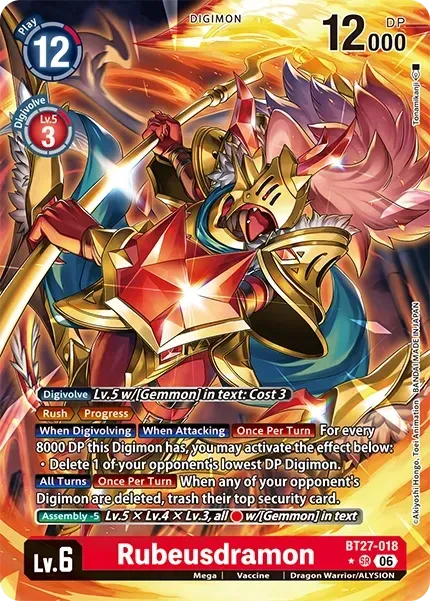 Play
12
DIGIMON
DP
12000
Digivolve
Lv.5
3
Tonamikanji
©Akiyoshi Hongo, Toei Animation BANDAI MADE IN JAPAN
Digivolve Lv.5 w/[Gemmon] in text: Cost 3
Rush Progress
When Digivolving When Attacking Once Per Turn For every
8000 DP this Digimon has, you may activate the effect below:
・Delete 1 of your opponent's lowest DP Digimon.
All Turns Once Per Turn When any of your opponent's
Digimon are deleted, trash their top security card.
Assembly -5 Lv.5 × Lv.4 × Lv.3, all w/[Gemmon] in text
Lv.6
Rubeusdramon
BT27-018
SR 06
Mega | Vaccine | Dragon Warrior/ALYSION